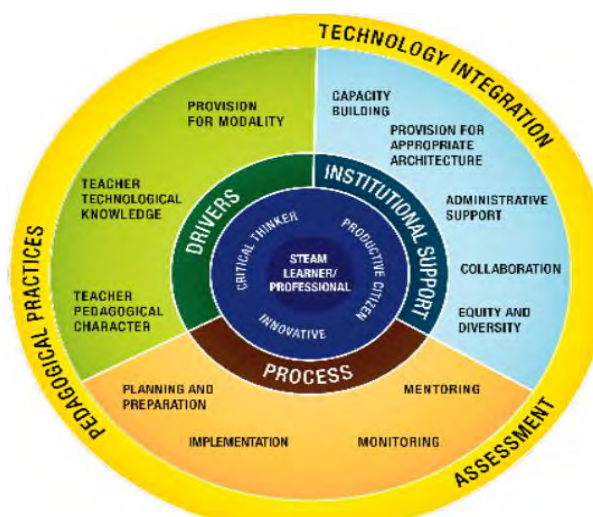 TECHNOLOGY INTEGRATION
PEDAGOGICAL PRACTICES
ASSESSMENT
PROVISION
FOR MODALITY
TEACHER
TECHNOLOGICAL
KNOWLEDGE
TEACHER
PEDAGOGICAL
CHARACTER
DRIVERS
CAPACITY
BUILDING
PROVISION FOR
APPROPRIATE
ARCHITECTURE
ADMINISTRATIVE
SUPPORT
COLLABORATION
EQUITY AND
DIVERSITY
INSTITUTIONAL SUPPORT
CRITICAL THINKER
PRODUCTIVE CITIZEN
INNOVATIVE
STEAM
LEARNER/
PROFESSIONAL
PROCESS
PLANNING AND
PREPARATION
IMPLEMENTATION
MONITORING
MENTORING